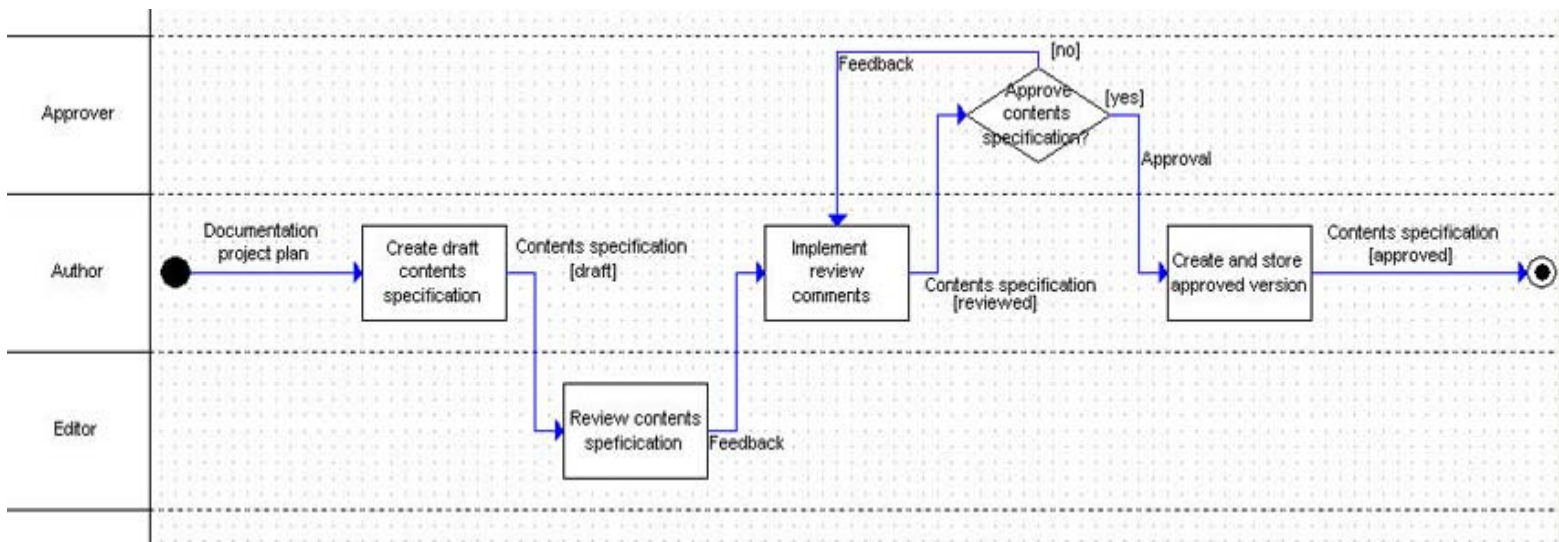 Approver
Feedback
[no]
Approve
contents
specification?
[yes]
Approval
Author
Documentation
project plan
Create draft
contents
specification
Contents specification
[draft]
Implement
review
comments
Contents specification
[reviewed]
Create and store
approved version
Contents specification
[approved]
Editor
Review contents
speficication
Feedback